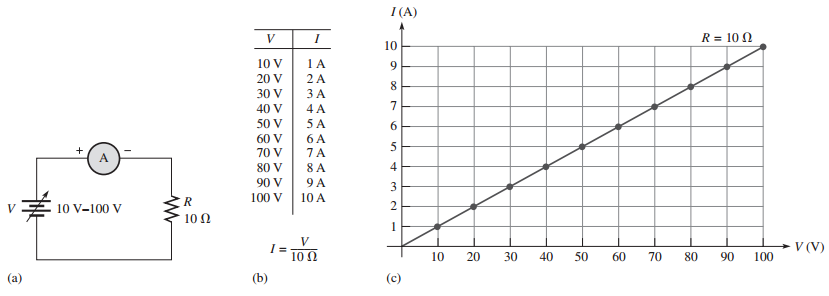 + A −
V 10 V–100 V R 10 Ω
(a)
V I
10 V 1 A
20 V 2 A
30 V 3 A
40 V 4 A
50 V 5 A
60 V 6 A
70 V 7 A
80 V 8 A
90 V 9 A
100 V 10 A
I = V / 10 Ω
(b)
I (A)
R = 10 Ω
10
9
8
7
6
5
4
3
2
1
10 20 30 40 50 60 70 80 90 100 V (V)
(c)